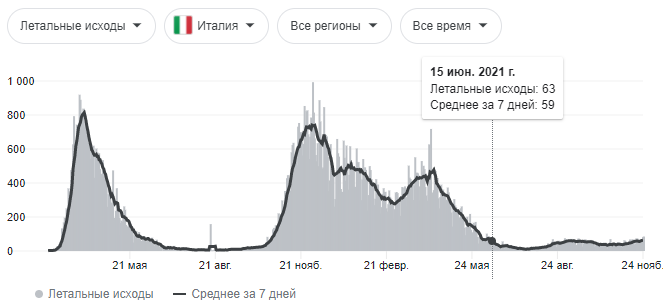 Летальные исходы
Италия
Все регионы
Все время
15 июн. 2021 г.
Летальные исходы: 63
Среднее за 7 дней: 59
1 000
800
600
400
200
0
21 мая
21 авг.
21 нояб.
21 февр.
24 мая
24 авг.
24 нояб.
Летальные исходы
Среднее за 7 дней